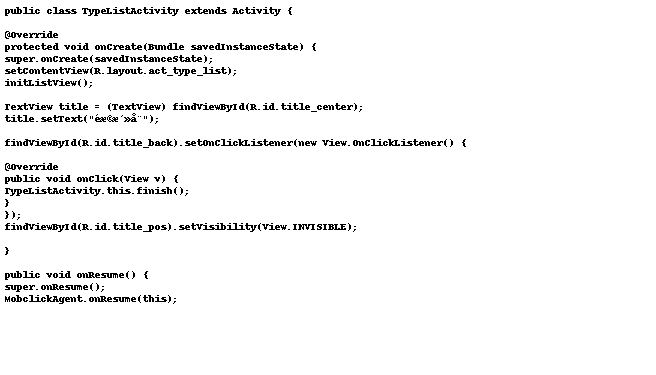 public class TypeListActivity extends Activity {
@Override
protected void onCreate(Bundle savedInstanceState) {
super.onCreate(savedInstanceState);
setContentView(R.layout.act_type_list);
initListView();
TextView title = (TextView) findViewById(R.id.title_center);
title.setText("éæ©æ´»å¨");
findViewById(R.id.title_back).setOnClickListener(new View.OnClickListener() {
@Override
public void onClick(View v) {
TypeListActivity.this.finish();
}
});
findViewById(R.id.title_pos).setVisibility(View.INVISIBLE);
}
public void onResume() {
super.onResume();
MobclickAgent.onResume(this);